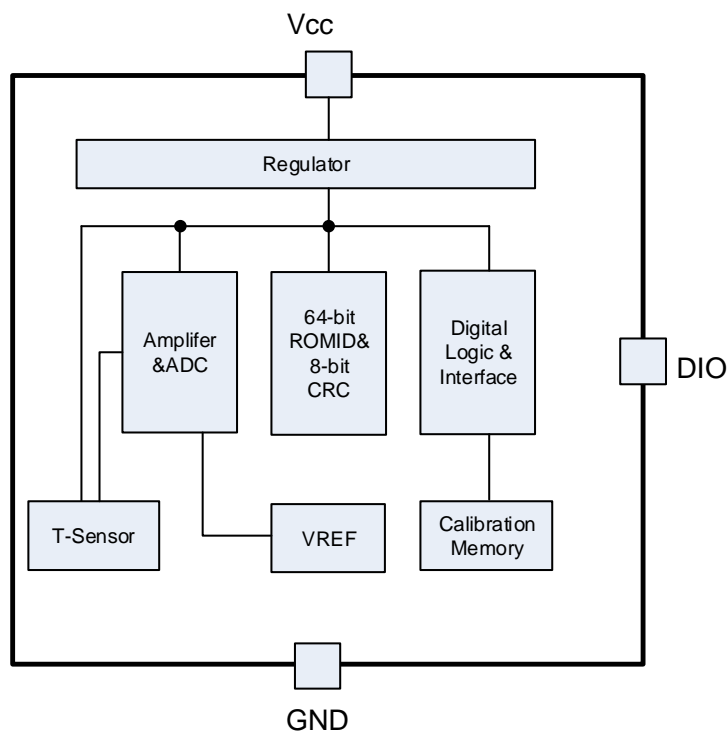 Vcc
Regulator
Amplifer
&ADC
64-bit
ROMID&
8-bit
CRC
Digital
Logic &
Interface
DIO
T-Sensor
VREF
Calibration
Memory
GND